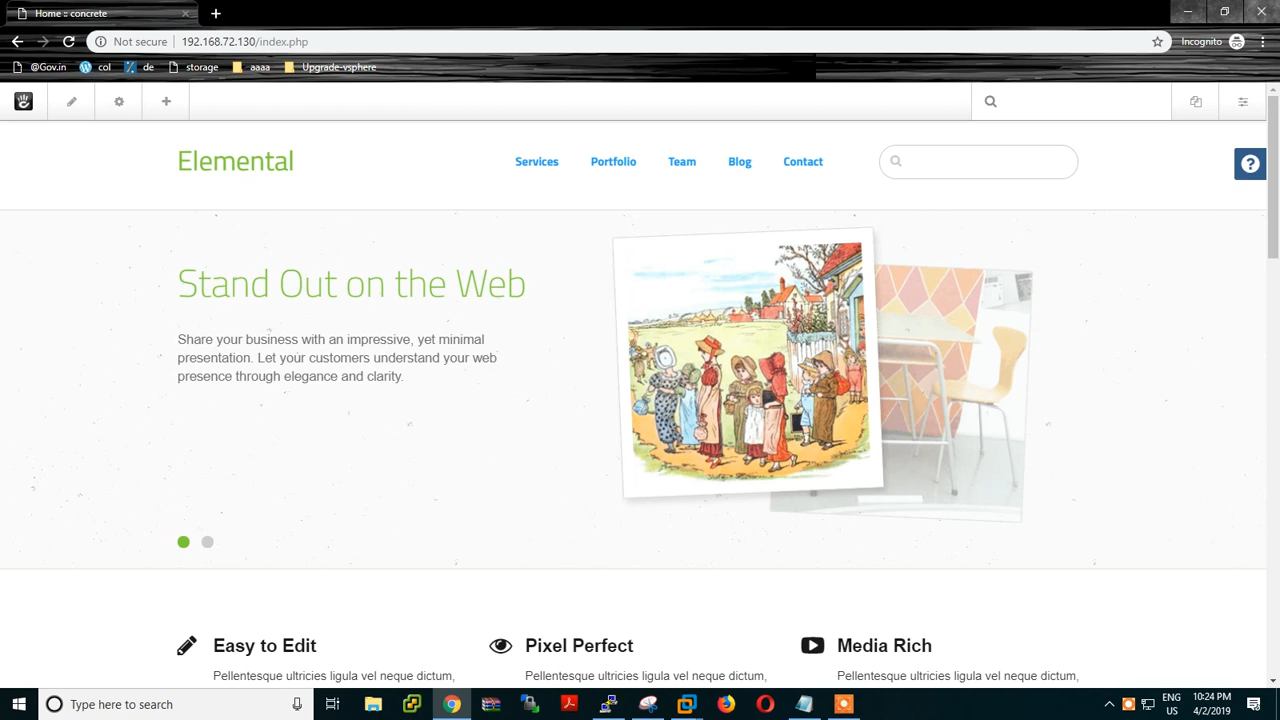 Home :: concrete
Not secure
192.168.72.130/index.php
Incognito
@Gov.in
col
de
storage
aaaa
Upgrade-vsphere
Elemental
Services
Portfolio
Team
Blog
Contact
Stand Out on the Web
Share your business with an impressive, yet minimal
presentation. Let your customers understand your web
presence through elegance and clarity.
Easy to Edit
Pixel Perfect
Media Rich
Pellentesque ultricies ligula vel neque dictum,
Pellentesque ultricies ligula vel neque dictum,
Pellentesque ultricies ligula vel neque dictum,
Type here to search
ENG
US
10:24 PM
4/2/2019